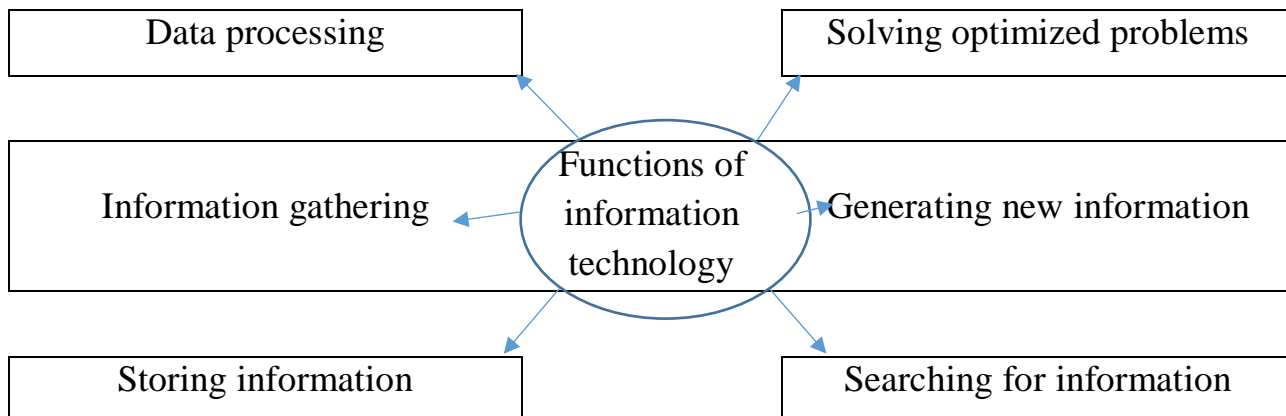 Data processing
Solving optimized problems
Information gathering
Functions of
information
technology
Generating new information
Storing information
Searching for information